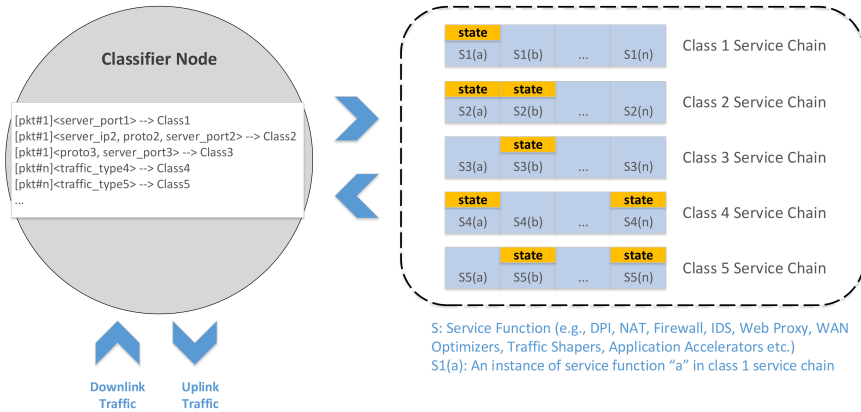 Classifier Node
[pkt#1]<server_port1> --> Class1
[pkt#1]<server_ip2, proto2, server_port2> --> Class2
[pkt#1]<proto3, server_port3> --> Class3
[pkt#n]<traffic_type4> --> Class4
[pkt#n]<traffic_type5> --> Class5
...
Downlink Traffic
Uplink Traffic
state
S1(a) S1(b) ... S1(n) Class 1 Service Chain
state state
S2(a) S2(b) ... S2(n) Class 2 Service Chain
state
S3(a) S3(b) ... S3(n) Class 3 Service Chain
state state
S4(a) S4(b) ... S4(n) Class 4 Service Chain
state state
S5(a) S5(b) ... S5(n) Class 5 Service Chain
S: Service Function (e.g., DPI, NAT, Firewall, IDS, Web Proxy, WAN
Optimizers, Traffic Shapers, Application Accelerators etc.)
S1(a): An instance of service function “a” in class 1 service chain